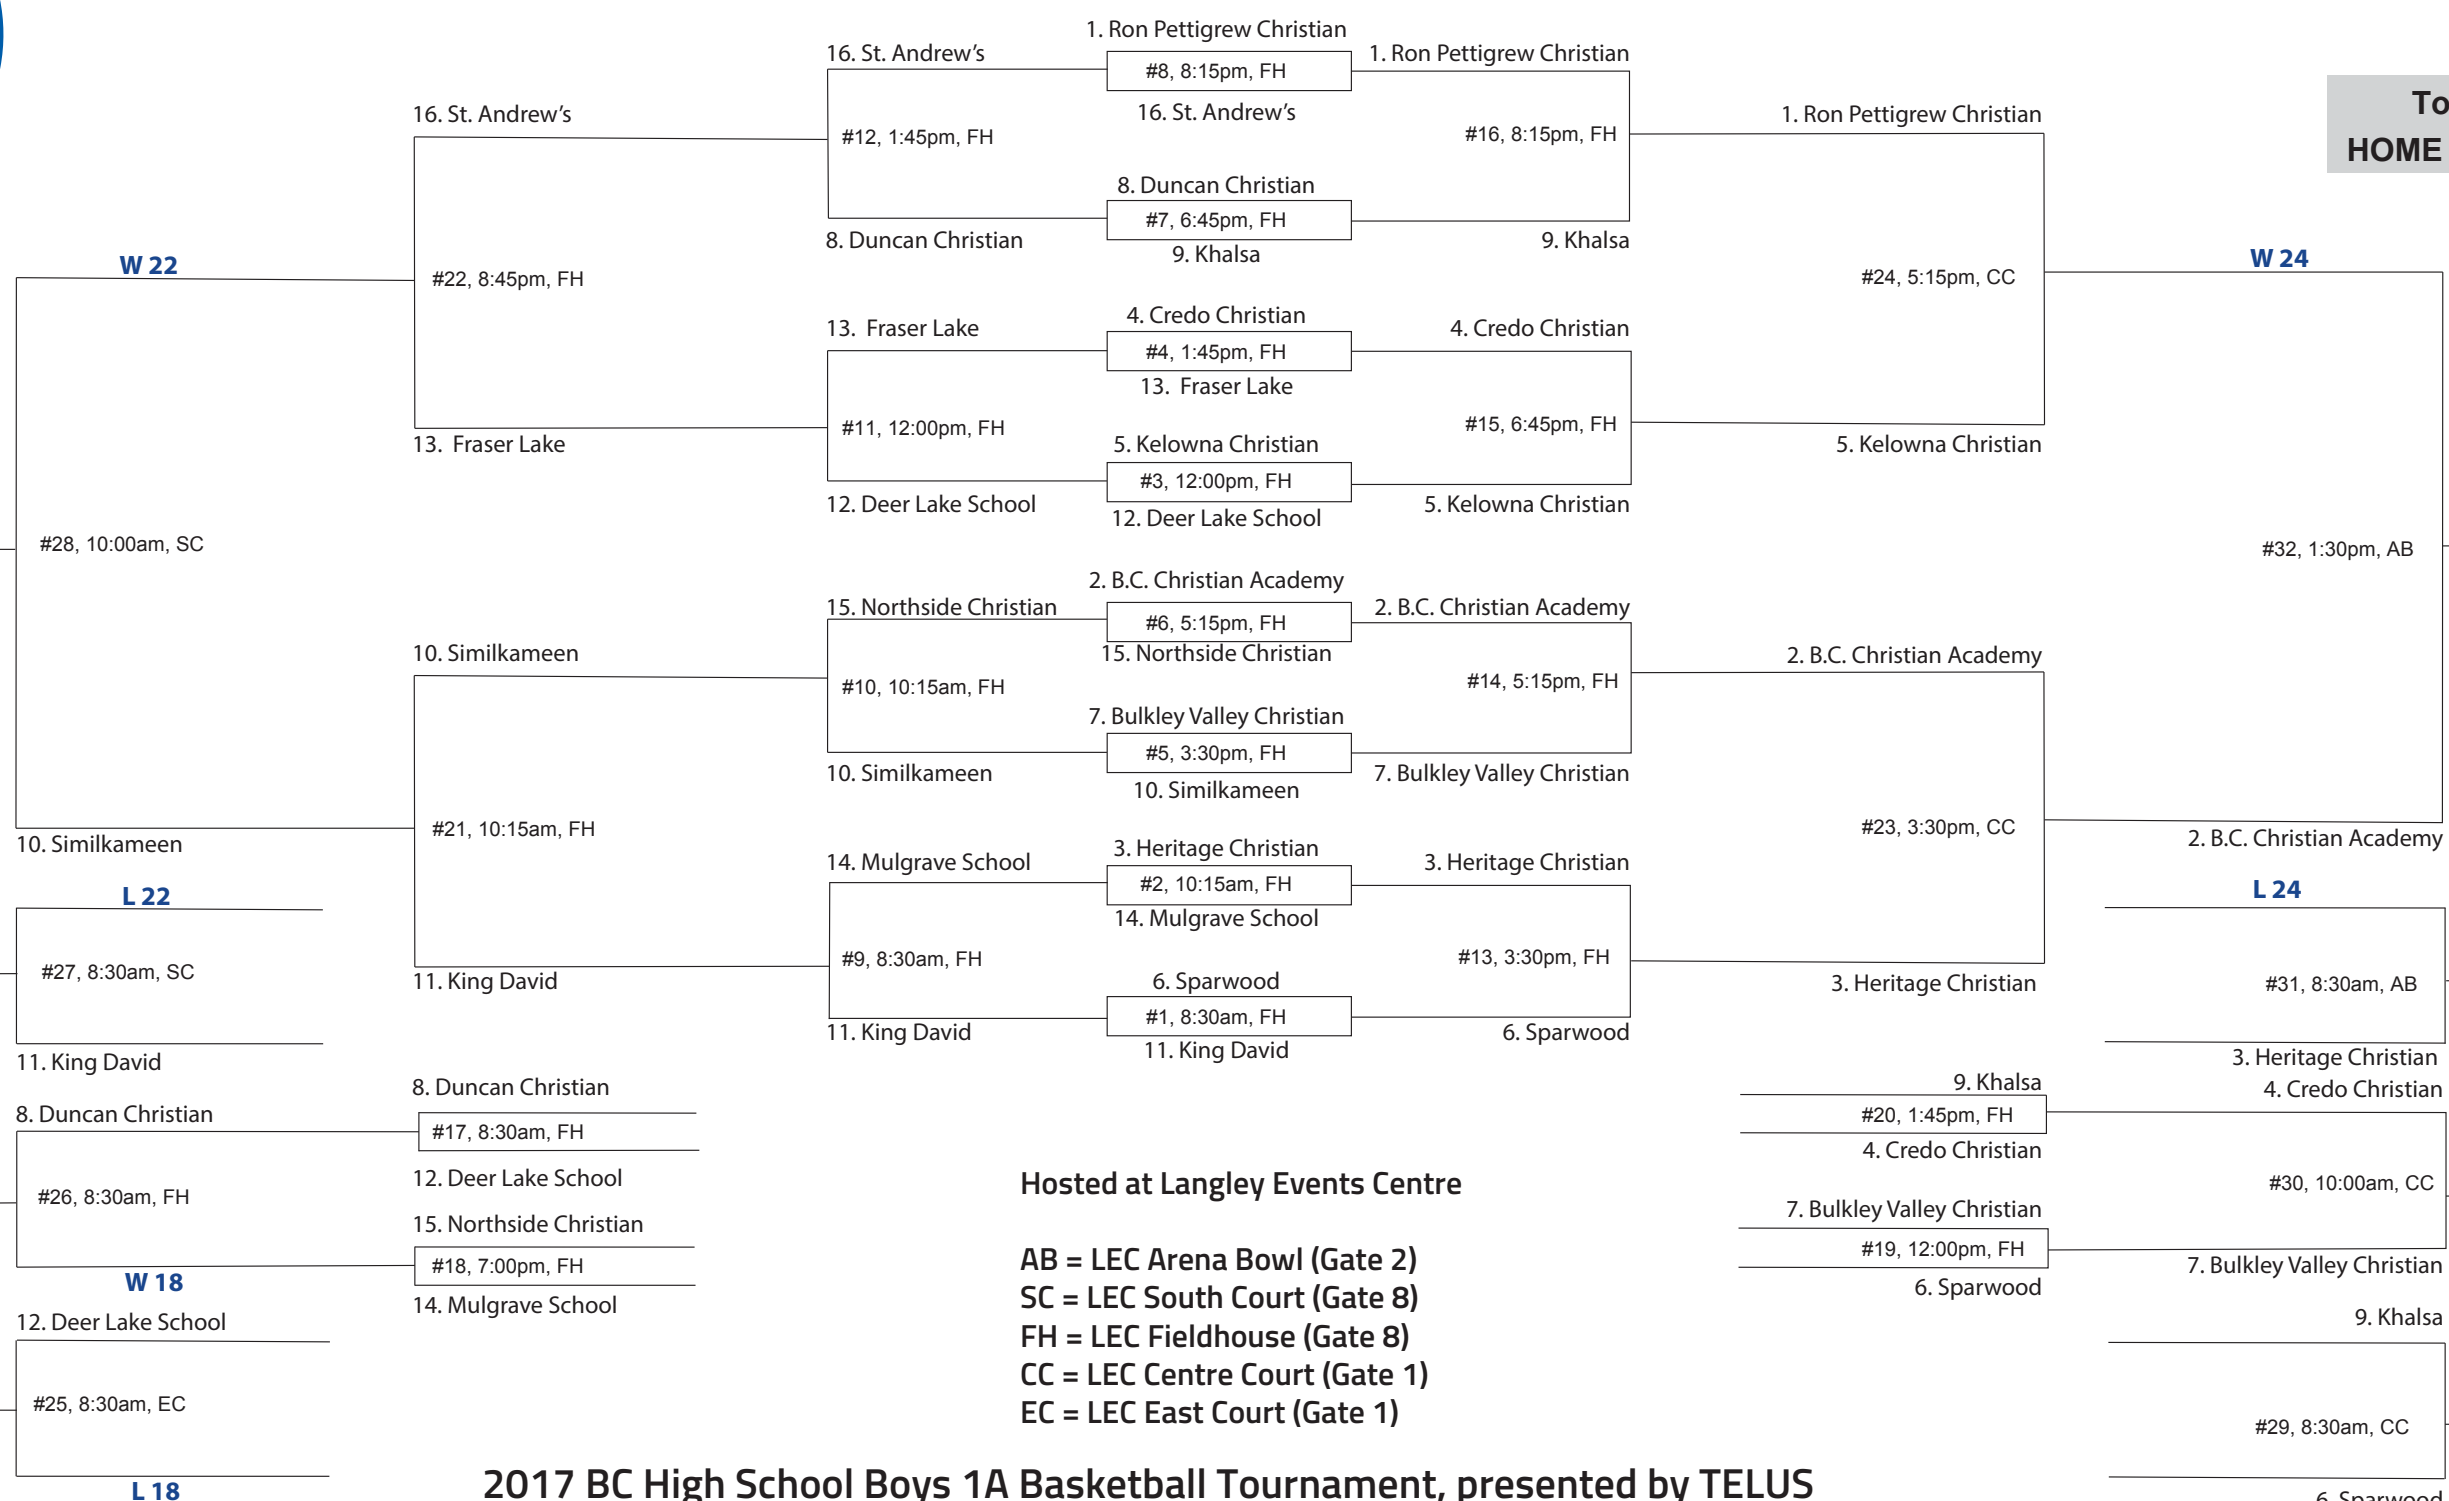 1. Ron Pettigrew Christian
16. St. Andrew’s
#8, 8:15pm, FH
1. Ron Pettigrew Christian
16. St. Andrew’s
16. St. Andrew’s
1. Ron Pettigrew Christian
To
HOME
#12, 1:45pm, FH
#16, 8:15pm, FH
8. Duncan Christian
#7, 6:45pm, FH
8. Duncan Christian
9. Khalsa
9. Khalsa
W 22
#22, 8:45pm, FH
#24, 5:15pm, CC
W 24
13. Fraser Lake
4. Credo Christian
#4, 1:45pm, FH
13. Fraser Lake
4. Credo Christian
#11, 12:00pm, FH
#15, 6:45pm, FH
13. Fraser Lake
5. Kelowna Christian
5. Kelowna Christian
#3, 12:00pm, FH
12. Deer Lake School
12. Deer Lake School
5. Kelowna Christian
#28, 10:00am, SC
#32, 1:30pm, AB
2. B.C. Christian Academy
15. Northside Christian
#6, 5:15pm, FH
2. B.C. Christian Academy
15. Northside Christian
10. Similkameen
2. B.C. Christian Academy
#10, 10:15am, FH
#14, 5:15pm, FH
7. Bulkley Valley Christian
#5, 3:30pm, FH
10. Similkameen
10. Similkameen
7. Bulkley Valley Christian
#21, 10:15am, FH
#23, 3:30pm, CC
10. Similkameen
2. B.C. Christian Academy
14. Mulgrave School
3. Heritage Christian
#2, 10:15am, FH
14. Mulgrave School
3. Heritage Christian
L 22
L 24
#27, 8:30am, SC
#9, 8:30am, FH
#13, 3:30pm, FH
#31, 8:30am, AB
11. King David
6. Sparwood
3. Heritage Christian
#1, 8:30am, FH
11. King David
11. King David
6. Sparwood
11. King David
3. Heritage Christian
8. Duncan Christian
9. Khalsa
4. Credo Christian
8. Duncan Christian
#17, 8:30am, FH
#20, 1:45pm, FH
12. Deer Lake School
4. Credo Christian
#26, 8:30am, FH
#30, 10:00am, CC
15. Northside Christian
7. Bulkley Valley Christian
#18, 7:00pm, FH
#19, 12:00pm, FH
W 18
14. Mulgrave School
6. Sparwood
7. Bulkley Valley Christian
12. Deer Lake School
9. Khalsa
#25, 8:30am, EC
#29, 8:30am, CC
L 18
6. Sparwood
Hosted at Langley Events Centre
AB = LEC Arena Bowl (Gate 2)
SC = LEC South Court (Gate 8)
FH = LEC Fieldhouse (Gate 8)
CC = LEC Centre Court (Gate 1)
EC = LEC East Court (Gate 1)
2017 BC High School Boys 1A Basketball Tournament, presented by TELUS